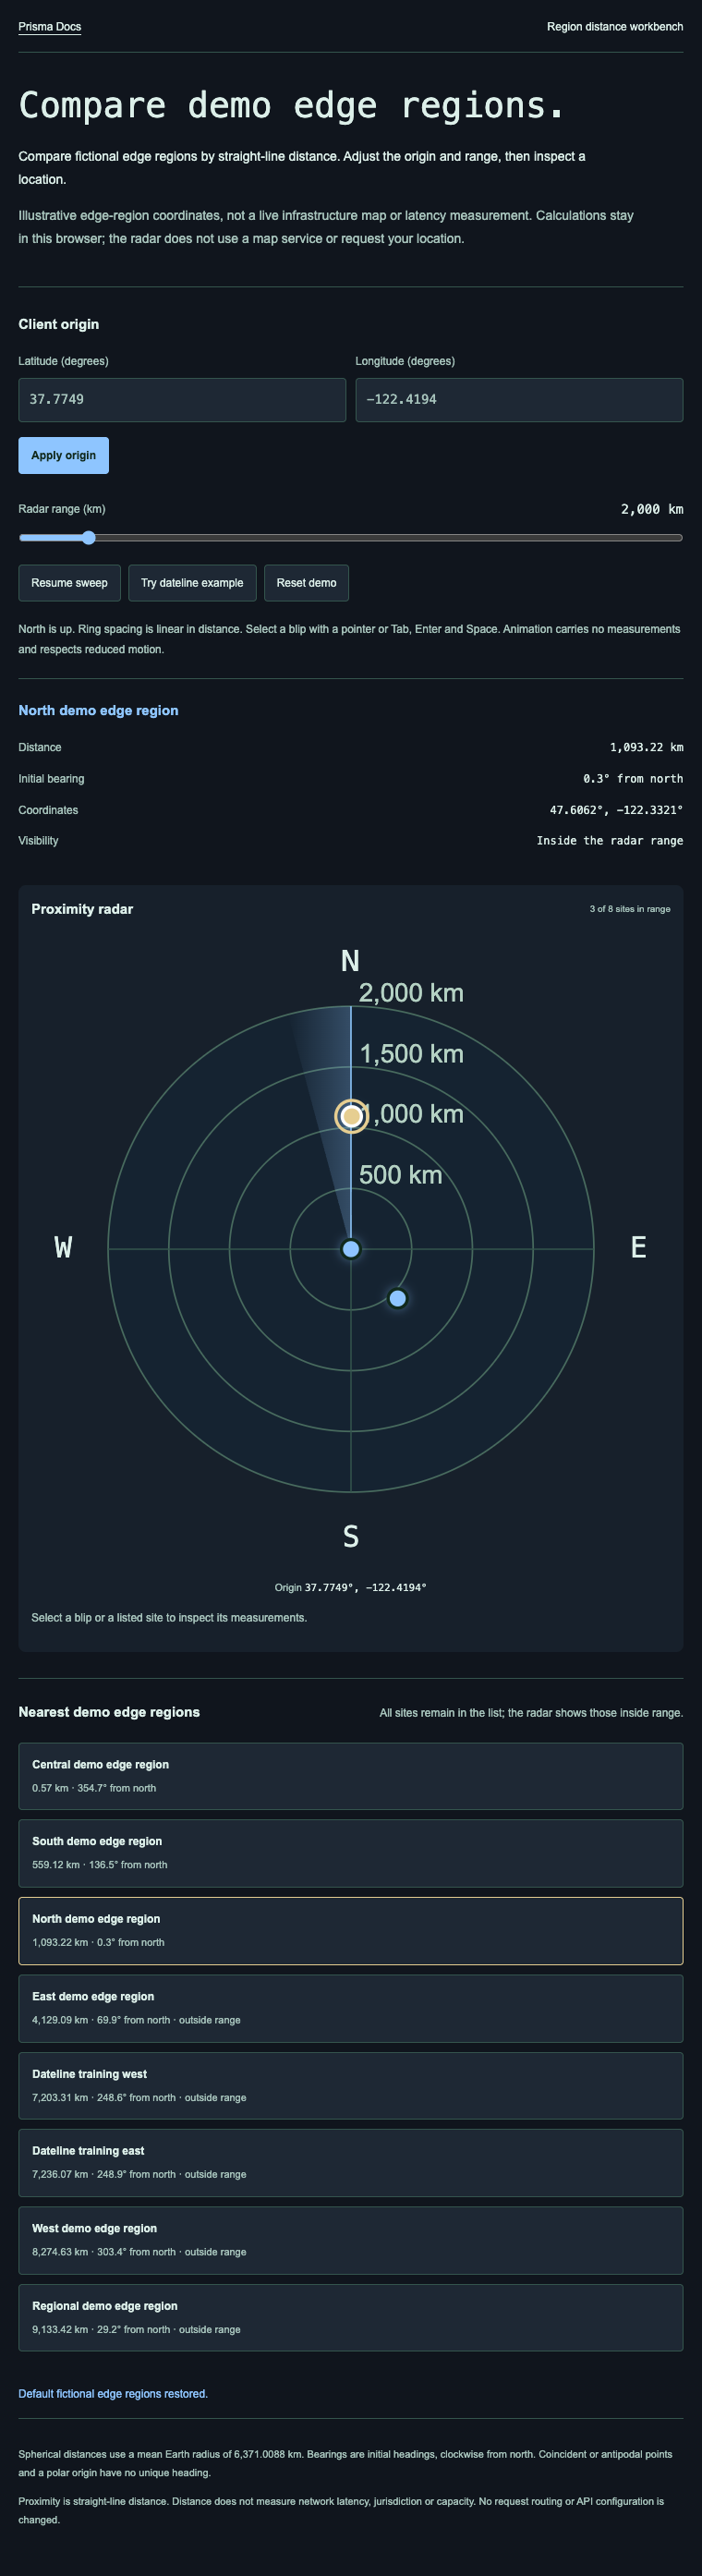 Prisma Docs
Region distance workbench
Compare demo edge regions.
Compare fictional edge regions by straight-line distance. Adjust the origin and range, then inspect a
location.
Illustrative edge-region coordinates, not a live infrastructure map or latency measurement. Calculations stay
in this browser; the radar does not use a map service or request your location.
Client origin
Latitude (degrees)
Longitude (degrees)
37.7749
-122.4194
Apply origin
Radar range (km)
2,000 km
Resume sweep
Try dateline example
Reset demo
North is up. Ring spacing is linear in distance. Select a blip with a pointer or Tab, Enter and Space. Animation carries no measurements
and respects reduced motion.
North demo edge region
Distance
1,093.22 km
Initial bearing
0.3° from north
Coordinates
47.6062°, -122.3321°
Visibility
Inside the radar range
Proximity radar
3 of 8 sites in range
N
2,000 km
1,500 km
,000 km
500 km
W
E
S
Origin 37.7749°, -122.4194°
Select a blip or a listed site to inspect its measurements.
Nearest demo edge regions
All sites remain in the list; the radar shows those inside range.
Central demo edge region
0.57 km · 354.7° from north
South demo edge region
559.12 km · 136.5° from north
North demo edge region
1,093.22 km · 0.3° from north
East demo edge region
4,129.09 km · 69.9° from north · outside range
Dateline training west
7,203.31 km · 248.6° from north · outside range
Dateline training east
7,236.07 km · 248.9° from north · outside range
West demo edge region
8,274.63 km · 303.4° from north · outside range
Regional demo edge region
9,133.42 km · 29.2° from north · outside range
Default fictional edge regions restored.
Spherical distances use a mean Earth radius of 6,371.0088 km. Bearings are initial headings, clockwise from north. Coincident or antipodal points
and a polar origin have no unique heading.
Proximity is straight-line distance. Distance does not measure network latency, jurisdiction or capacity. No request routing or API configuration is
changed.